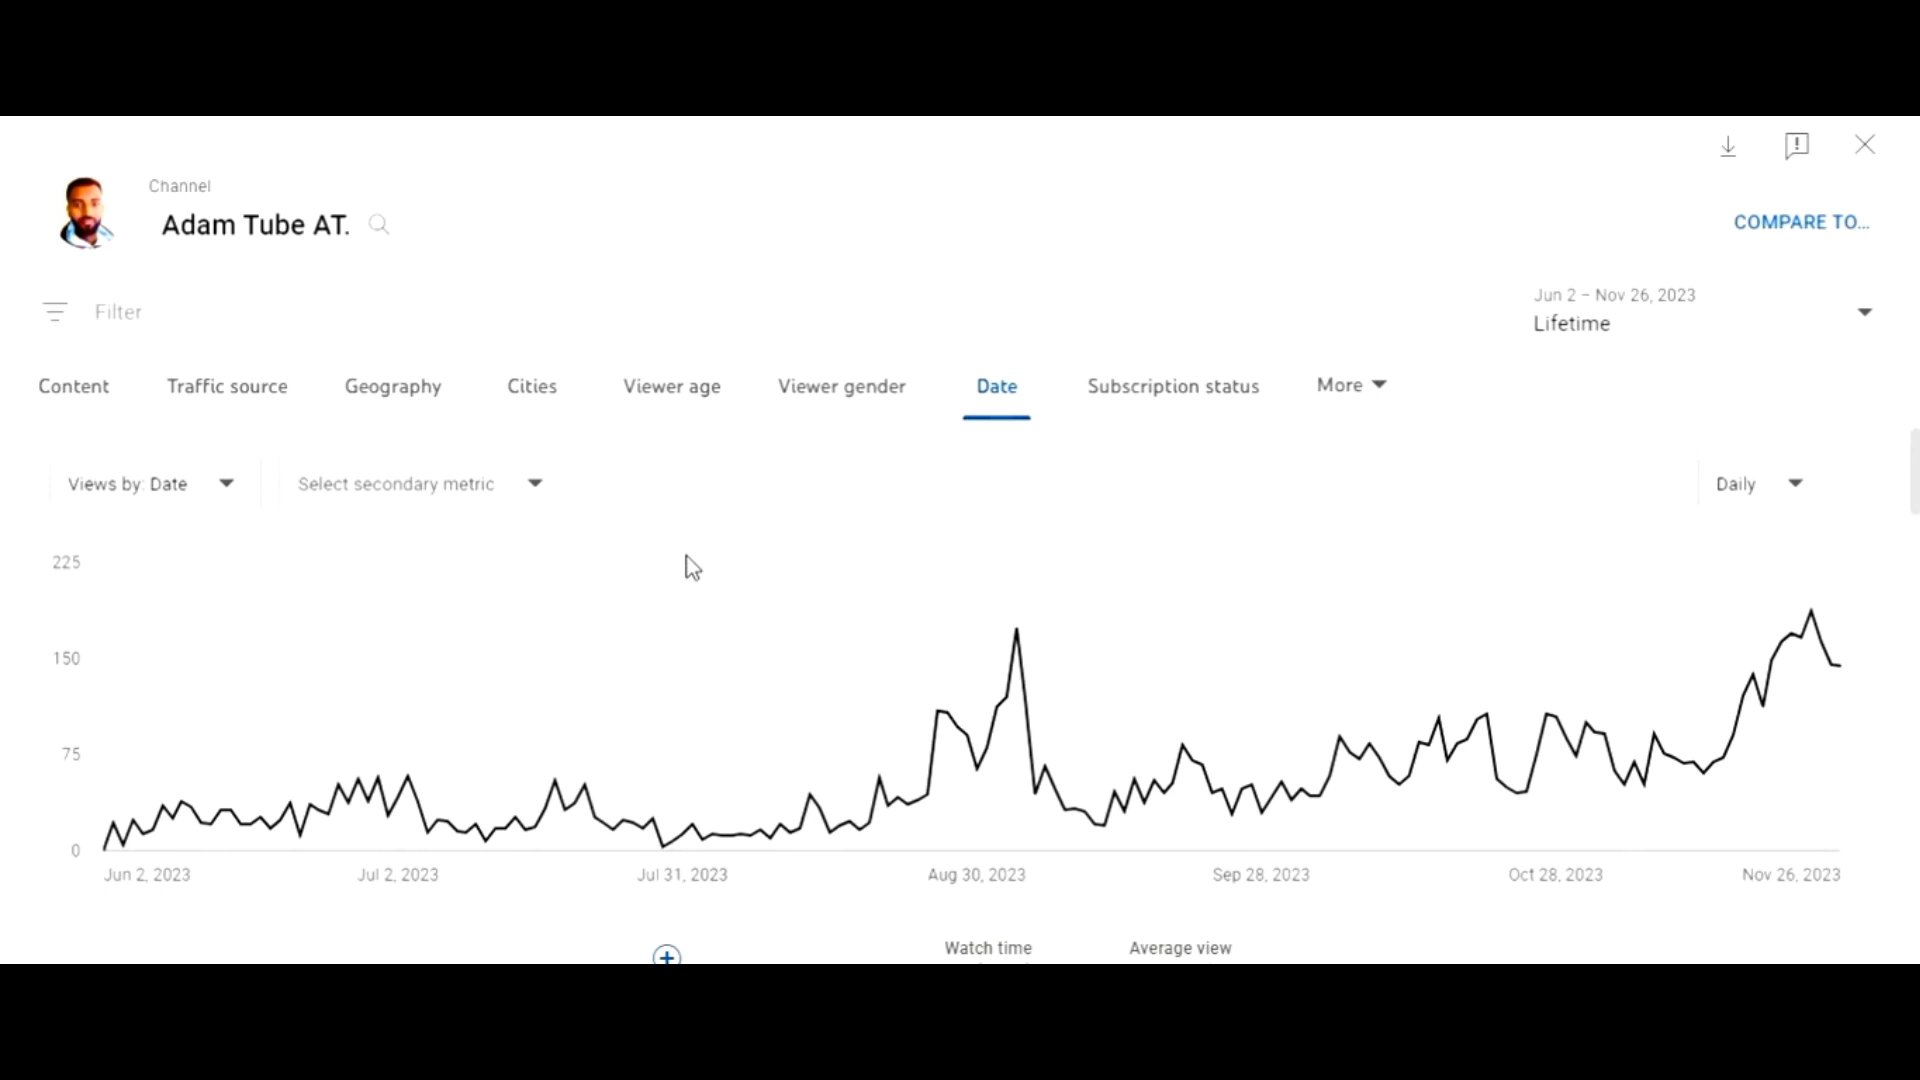 Channel
Adam Tube AT.
COMPARE TO...
Filter
Jun 2 – Nov 26, 2023
Lifetime
Content Traffic source Geography Cities Viewer age Viewer gender Date Subscription status More
Views by: Date Select secondary metric Daily
225
150
75
0
Jun 2, 2023 Jul 2, 2023 Jul 31, 2023 Aug 30, 2023 Sep 28, 2023 Oct 28, 2023 Nov 26, 2023
Watch time Average view